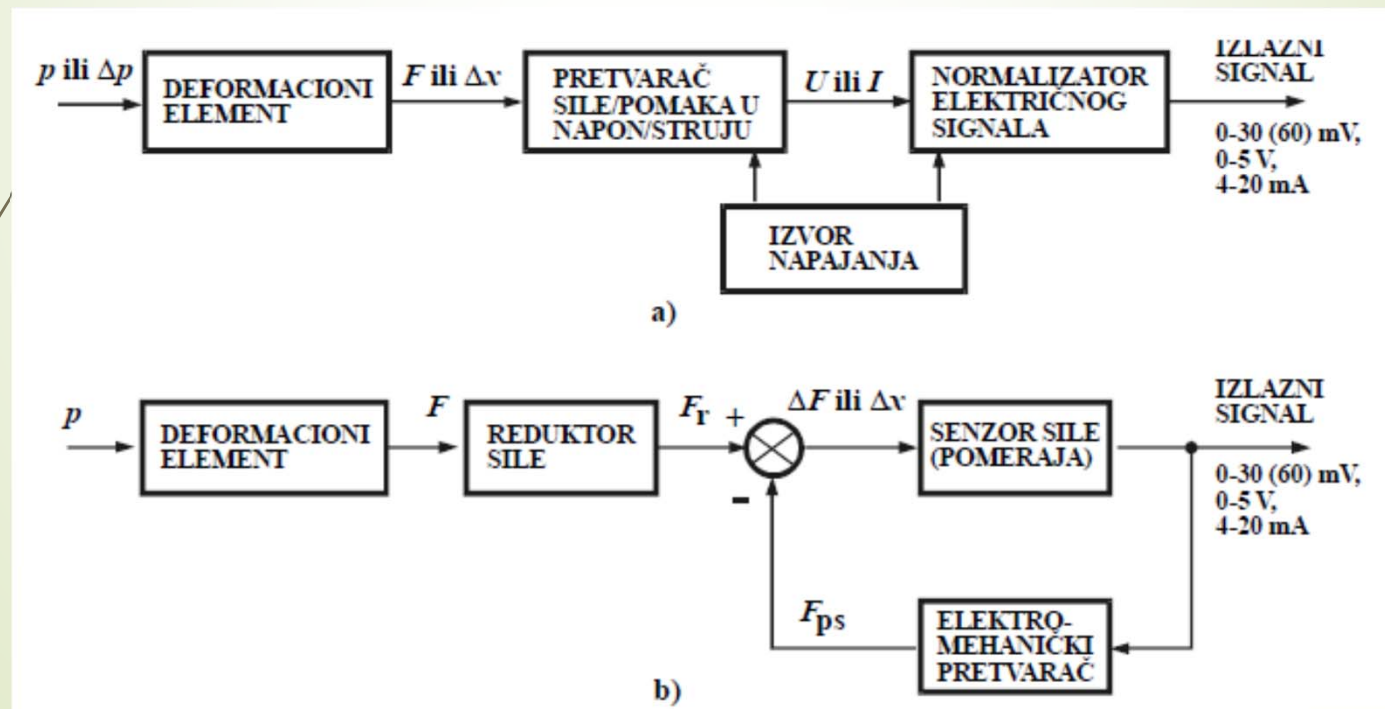 p ili Δp
DEFORMACIONI
ELEMENT
F ili Δx
PRETVARAČ
SILE/POMAKA U
NAPON/STRUJU
U ili I
NORMALIZATOR
ELEKTRIČNOG
SIGNALA
IZLAZNI
SIGNAL
0-30 (60) mV,
0-5 V,
4-20 mA
IZVOR
NAPAJANJA
a)
p
DEFORMACIONI
ELEMENT
F
REDUKTOR
SILE
Fr +
-
ΔF ili Δx
SENZOR SILE
(POMERAJA)
IZLAZNI
SIGNAL
0-30 (60) mV,
0-5 V,
4-20 mA
Fps
ELEKTRO-
MEHANIČKI
PRETVARAČ
b)